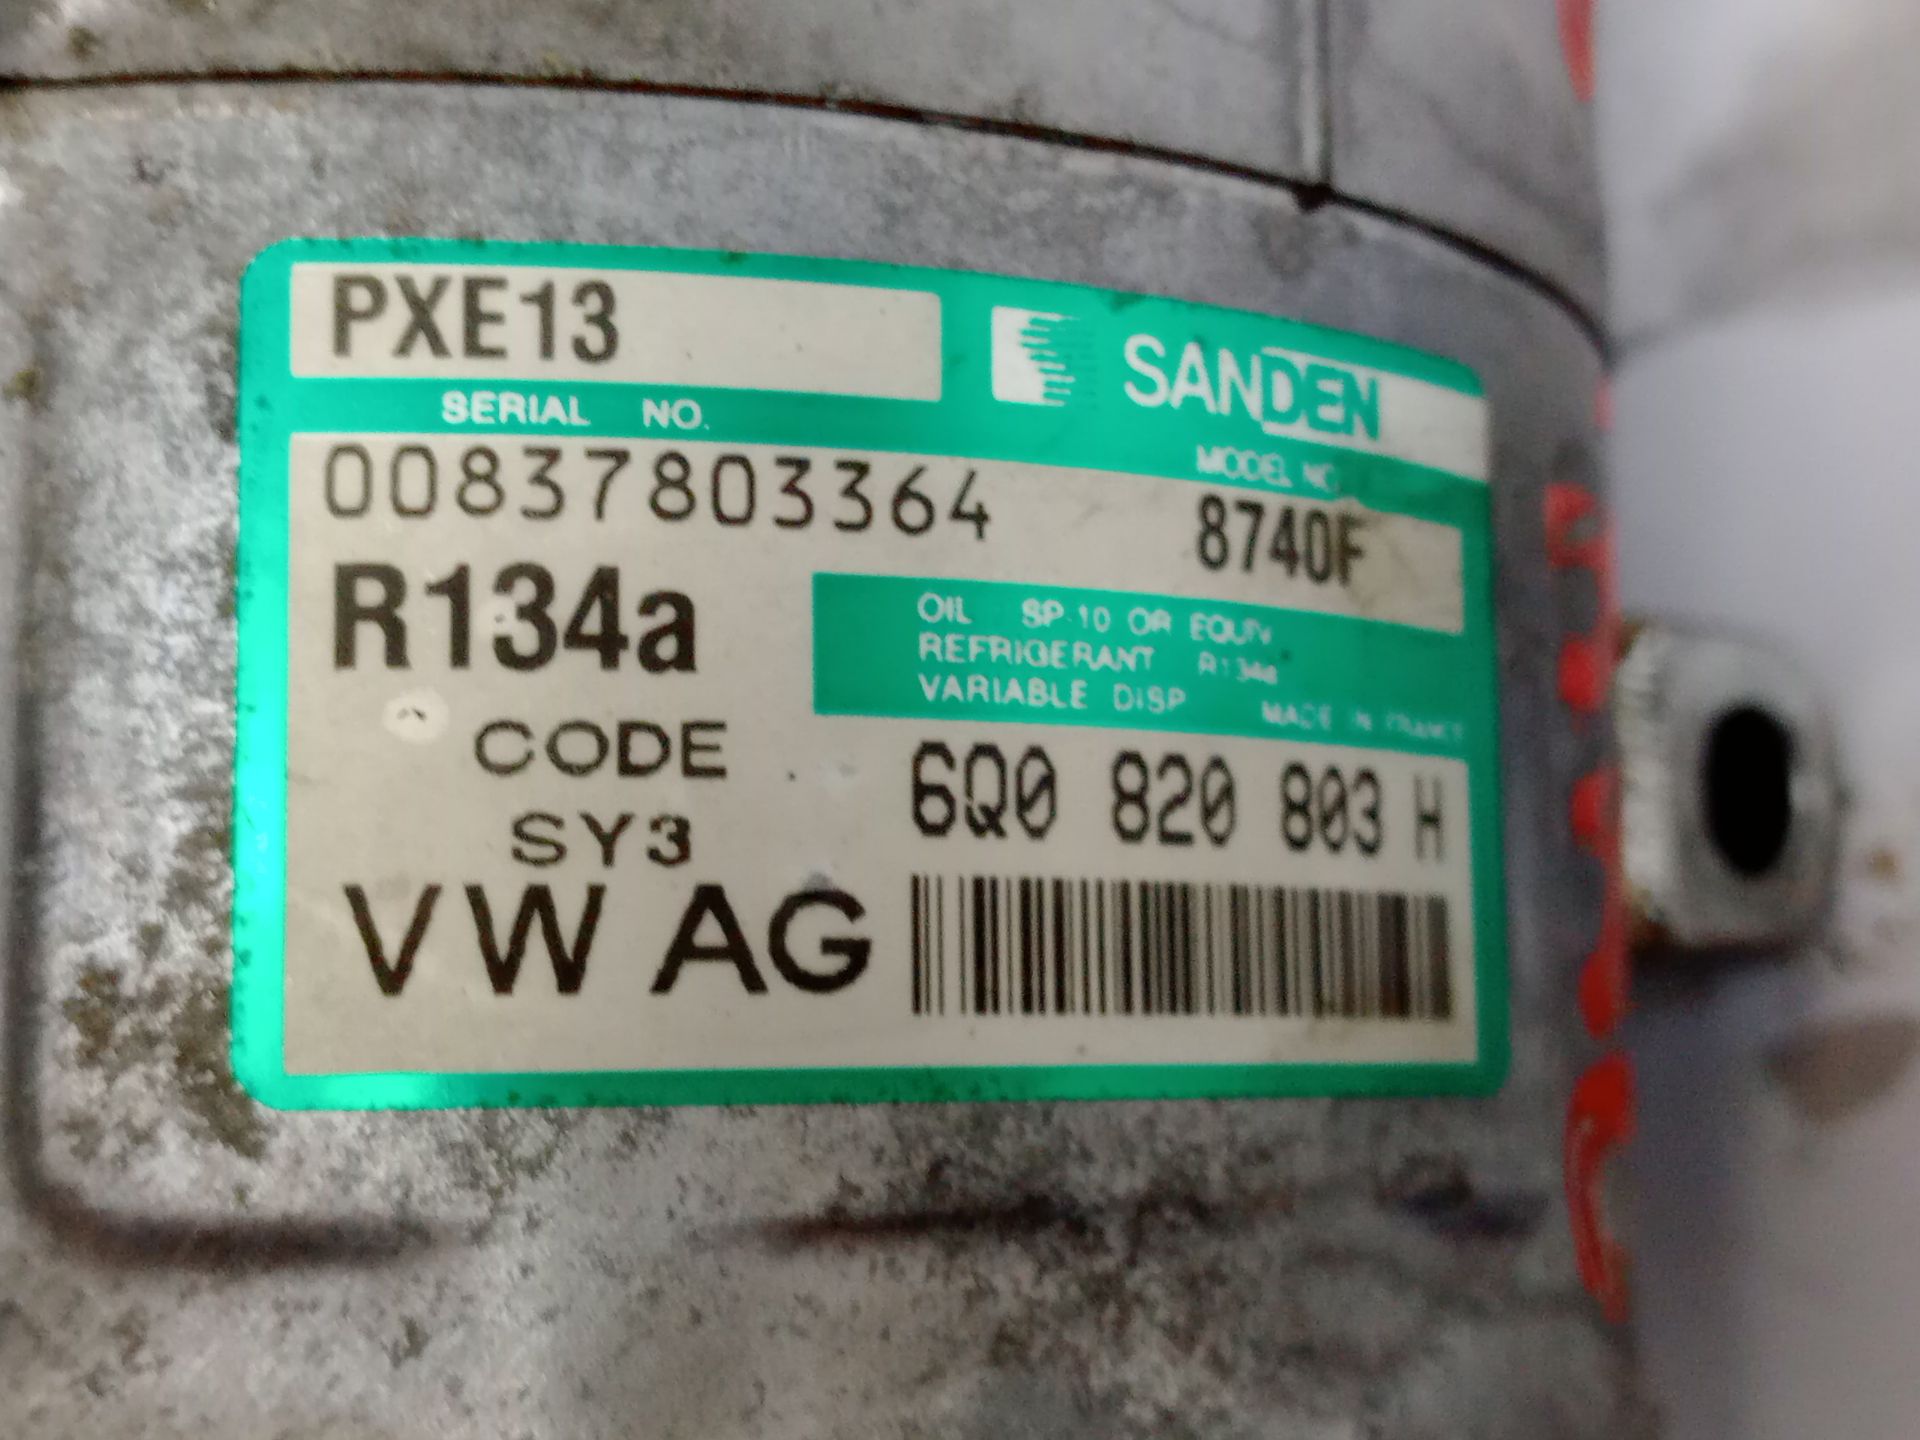 PXE13
SANDEN
SERIAL NO.
MODEL NO
00837803364
8740F
R134a
OIL SP-10 OR EQUIV
REFRIGERANT R134a
VARIABLE DISP MADE IN FRANCE
CODE
SY3
6Q0 820 803 H
VW AG